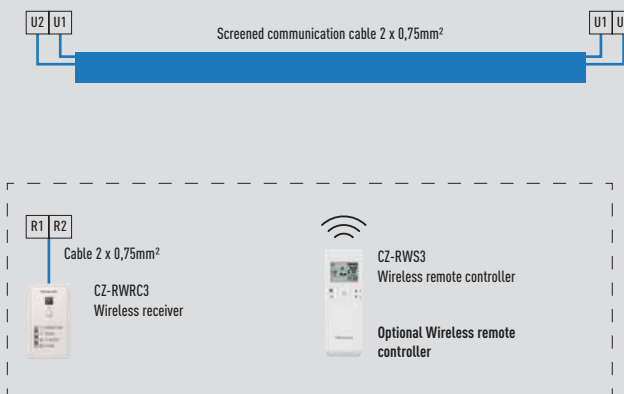 U2 U1
Screened communication cable 2 x 0,75mm²
U1 U
R1 R2
Cable 2 x 0,75mm²
CZ-RWRC3
Wireless receiver
CZ-RWS3
Wireless remote controller
Optional Wireless remote
controller